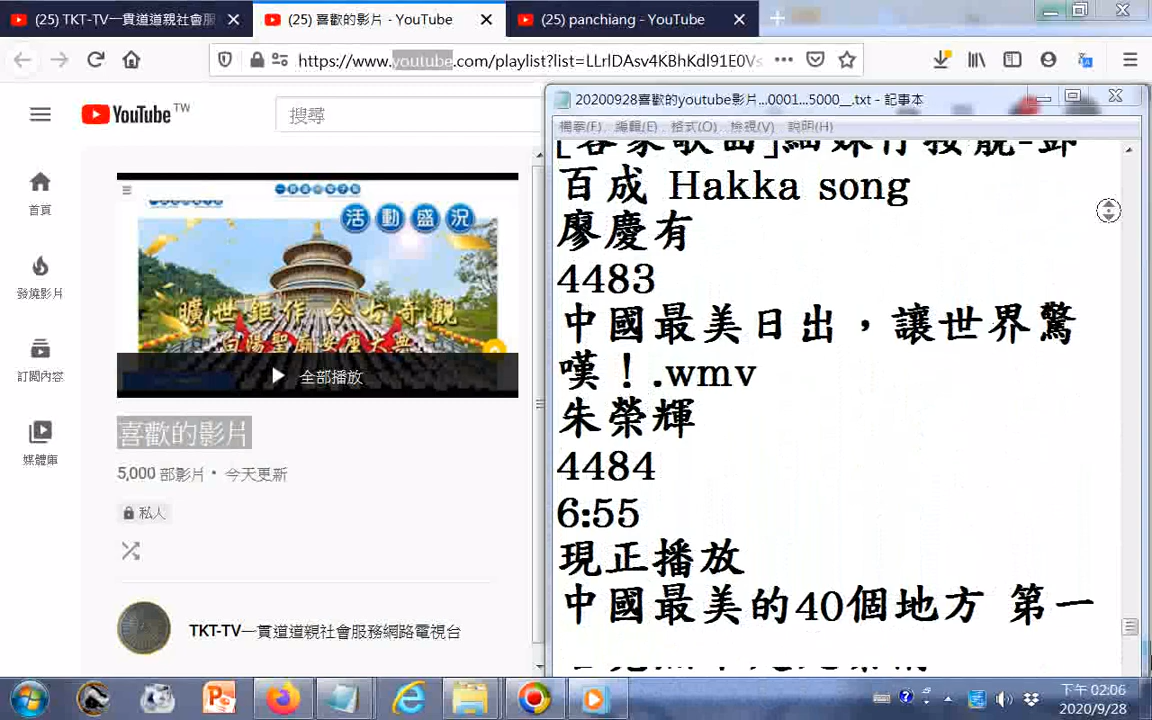 (25) TKT-TV一貫道道親社會服
(25) 喜歡的影片 - YouTube
(25) panchiang - YouTube
https://www.youtube.com/playlist?list=LLrlDAsv4KBhKdl91E0Vs
YouTube TW
搜尋
首頁
發燒影片
訂閱內容
媒體庫
活動盛況
曠世鉅作 今古奇觀
白陽聖廟安座大典
全部播放
喜歡的影片
5,000 部影片 • 今天更新
私人
TKT-TV一貫道道親社會服務網路電視台
20200928喜歡的youtube影片...0001...5000__.txt - 記事本
檔案(F) 編輯(E) 格式(O) 檢視(V) 說明(H)
百成 Hakka song
廖慶有
4483
中國最美日出，讓世界驚
嘆！.wmv
朱榮輝
4484
6:55
現正播放
中國最美的40個地方 第一
下午 02:06
2020/9/28